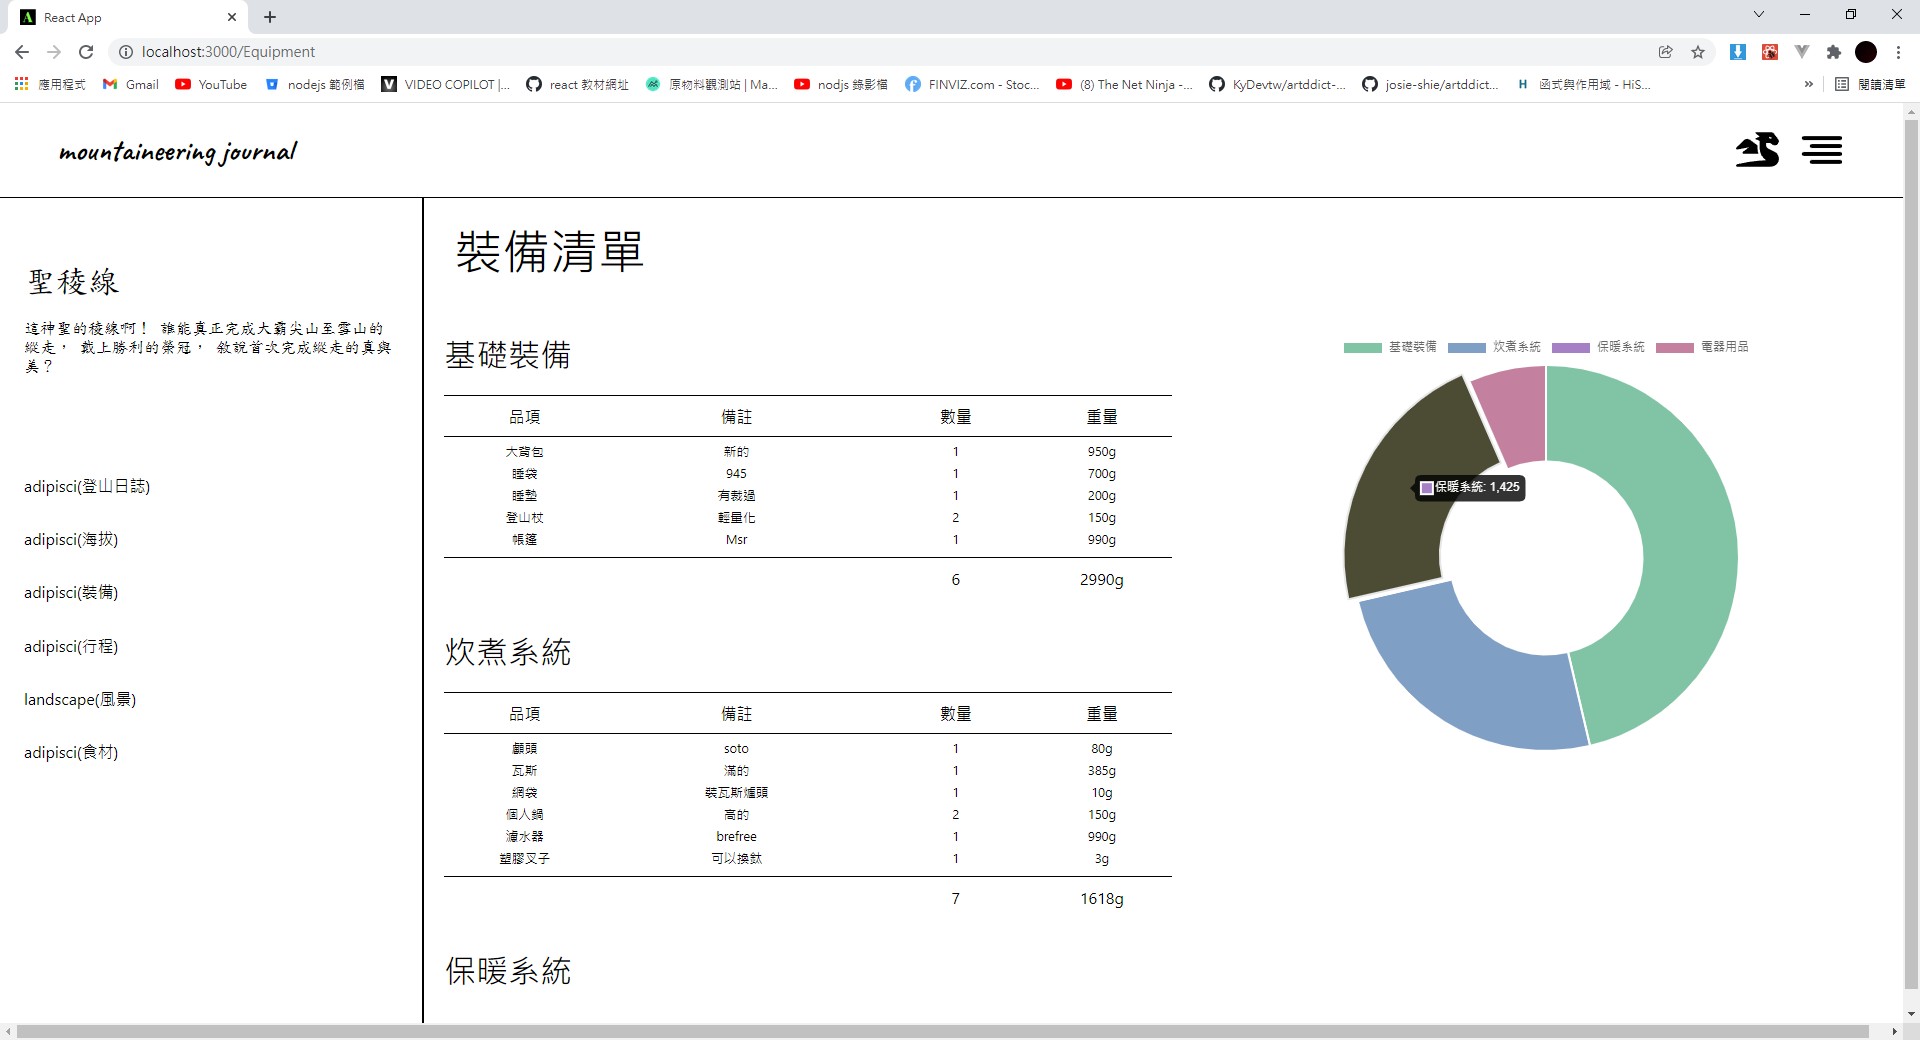 React App
localhost:3000/Equipment
應用程式 Gmail YouTube nodejs 範例檔 VIDEO COPILOT |... react 教材網址 原物料觀測站 | Ma... nodjs 錄影檔 FINVIZ.com - Stoc... (8) The Net Ninja -... KyDevtw/artddict-... josie-shie/artddict... 函式與作用域 - HiS... » 閱讀清單
mountaineering journal
聖稜線
這神聖的稜線啊！ 誰能真正完成大霸尖山至雪山的
縱走， 戴上勝利的榮冠， 敘說首次完成縱走的真與
美？
adipisci(登山日誌)
adipisci(海拔)
adipisci(裝備)
adipisci(行程)
landscape(風景)
adipisci(食材)
裝備清單
基礎裝備
品項 備註 數量 重量
大背包 新的 1 950g
睡袋 945 1 700g
睡墊 有裁過 1 200g
登山杖 輕量化 2 150g
帳篷 Msr 1 990g
6 2990g
炊煮系統
品項 備註 數量 重量
顱頭 soto 1 80g
瓦斯 滿的 1 385g
網袋 裝瓦斯爐頭 1 10g
個人鍋 高的 2 150g
濾水器 brefree 1 990g
塑膠叉子 可以換鈦 1 3g
7 1618g
保暖系統
基礎裝備 炊煮系統 保暖系統 電器用品
保暖系統: 1,425